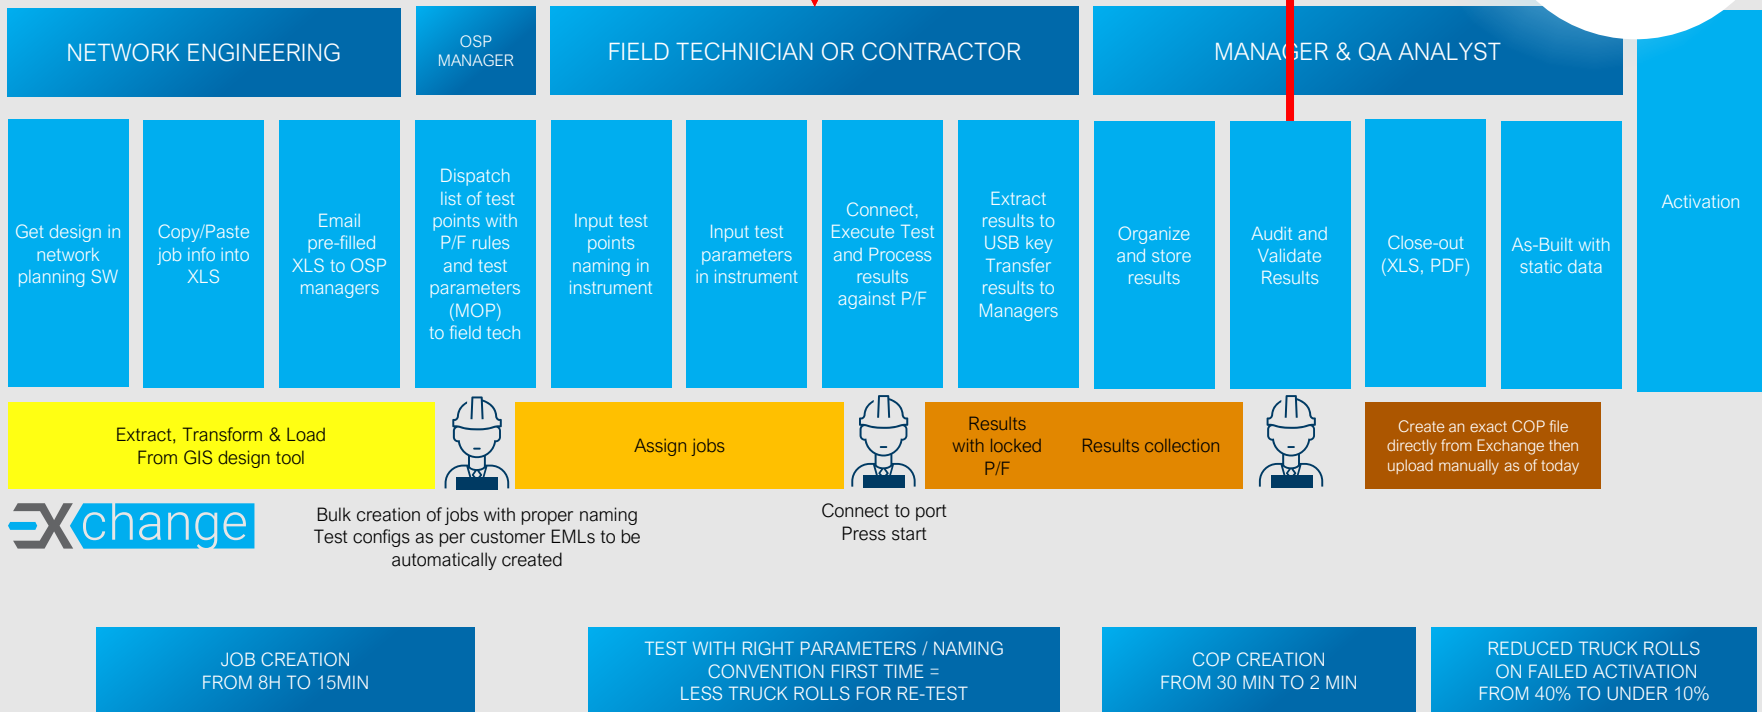 NETWORK ENGINEERING
OSP
MANAGER
FIELD TECHNICIAN OR CONTRACTOR
MANAGER & QA ANALYST
Get design in
network
planning SW
Copy/Paste
job info into
XLS
Email
pre-filled
XLS to OSP
managers
Dispatch
list of test
points with
P/F rules
and test
parameters
(MOP)
to field tech
Input test
points
naming in
instrument
Input test
parameters
in instrument
Connect,
Execute Test
and Process
results
against P/F
Extract
results to
USB key
Transfer
results to
Managers
Organize
and store
results
Audit and
Validate
Results
Close-out
(XLS, PDF)
As-Built with
static data
Activation
Extract, Transform & Load
From GIS design tool
Assign jobs
Results
with locked
P/F
Results collection
Create an exact COP file
directly from Exchange then
upload manually as of today
EXchange
Bulk creation of jobs with proper naming
Test configs as per customer EMLs to be
automatically created
Connect to port
Press start
JOB CREATION
FROM 8H TO 15MIN
TEST WITH RIGHT PARAMETERS / NAMING
CONVENTION FIRST TIME =
LESS TRUCK ROLLS FOR RE-TEST
COP CREATION
FROM 30 MIN TO 2 MIN
REDUCED TRUCK ROLLS
ON FAILED ACTIVATION
FROM 40% TO UNDER 10%